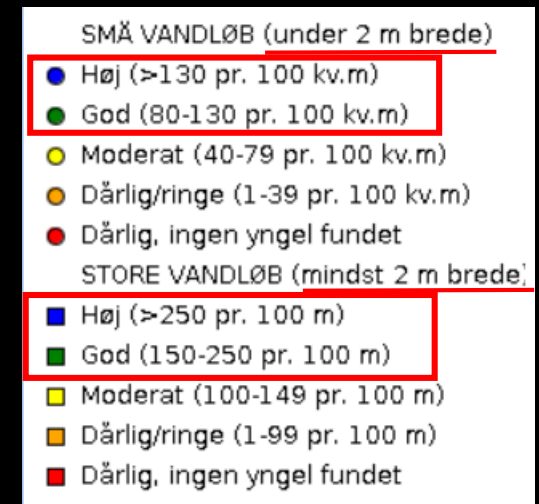 SMÅ VANDLØB (under 2 m brede)
Høj (>130 pr. 100 kv.m)
God (80-130 pr. 100 kv.m)
Moderat (40-79 pr. 100 kv.m)
Dårlig/ringe (1-39 pr. 100 kv.m)
Dårlig, ingen yngel fundet
STORE VANDLØB (mindst 2 m brede)
Høj (>250 pr. 100 m)
God (150-250 pr. 100 m)
Moderat (100-149 pr. 100 m)
Dårlig/ringe (1-99 pr. 100 m)
Dårlig, ingen yngel fundet